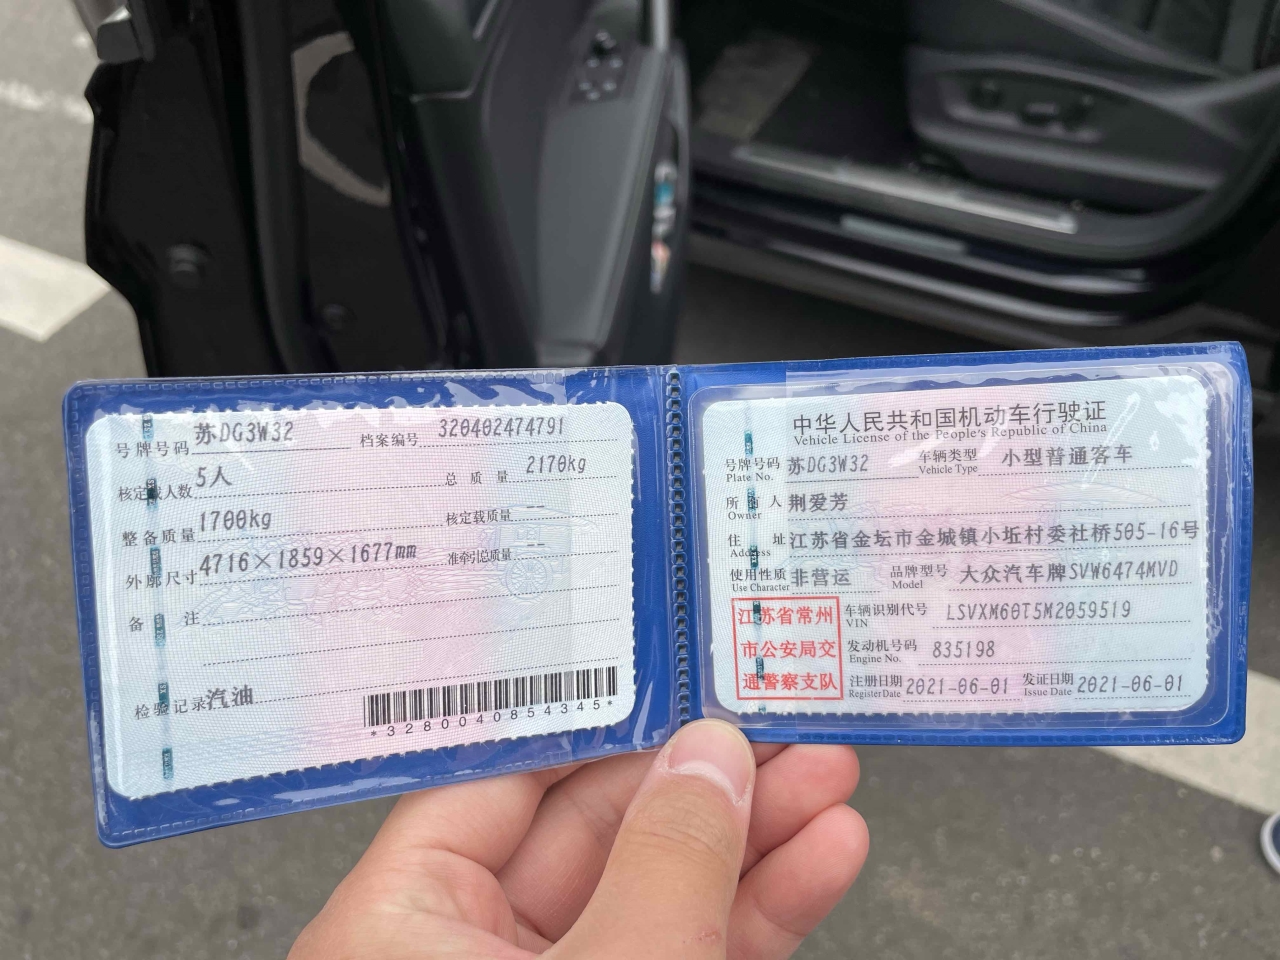 号牌号码 苏DG3W32 档案编号 320402474791
核定载人数 5人 总质量 2170kg
整备质量 1700kg 核定载质量 --
外廓尺寸 4716×1859×1677mm 准牵引总质量 --
备注
检验记录 汽油
*3280040854345*
中华人民共和国机动车行驶证
Vehicle License of the People's Republic of China
号牌号码 苏DG3W32 车辆类型 小型普通客车
Plate No. Vehicle Type
所有人 荆爱芳
Owner
住址 江苏省金坛市金城镇小坵村委社桥505-16号
Address
使用性质 非营运 品牌型号 大众汽车牌SVW6474MVD
Use Character Model
江苏省常州
市公安局交
通警察支队
车辆识别代号 LSVXM60T5M2059519
VIN
发动机号码 835198
Engine No.
注册日期 2021-06-01 发证日期 2021-06-01
Register Date Issue Date